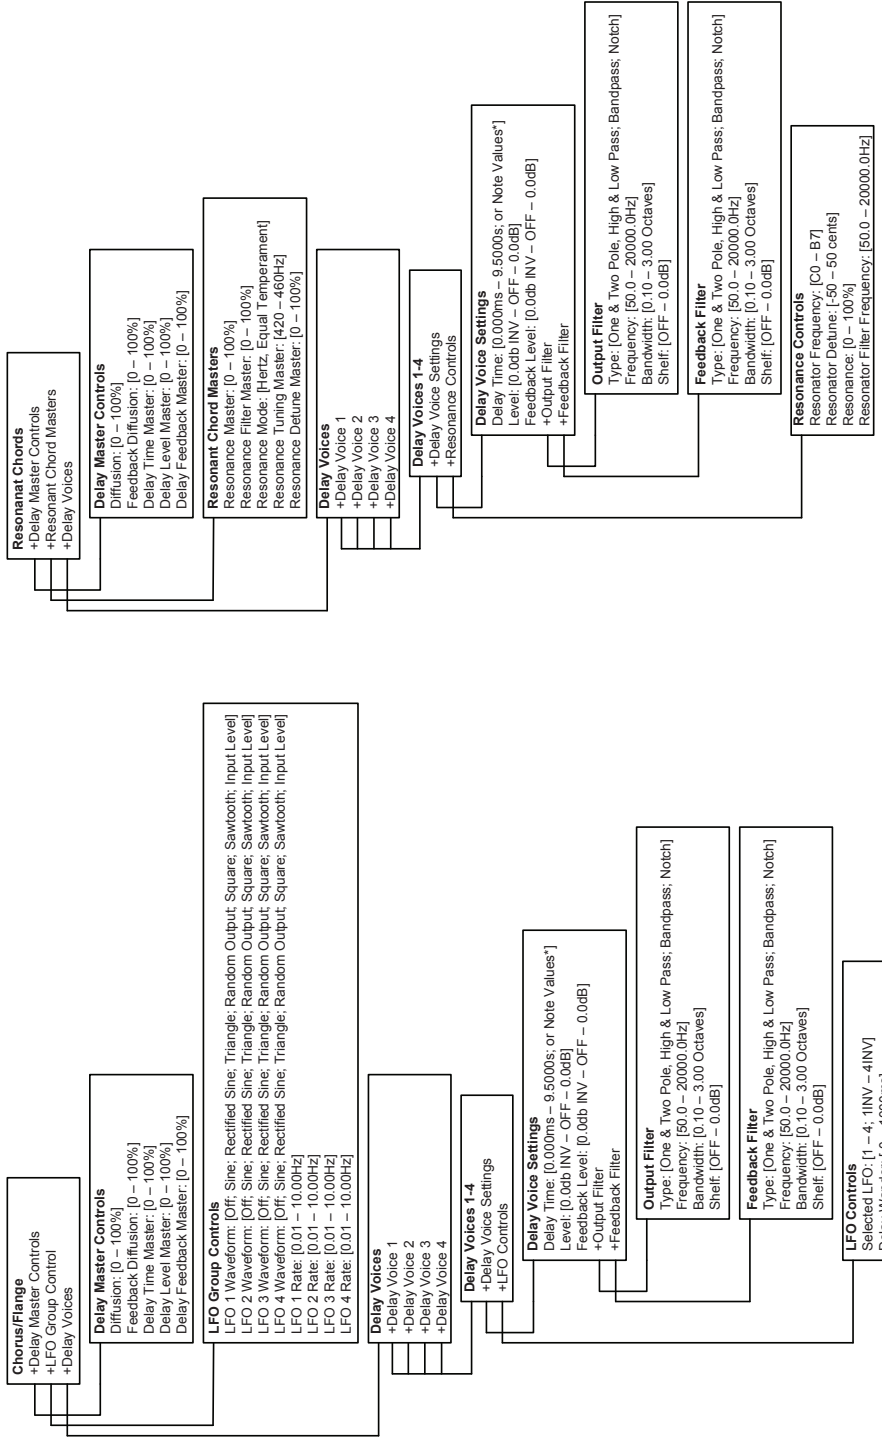 Chorus/Flange
+Delay Master Controls
+LFO Group Control
+Delay Voices
Delay Master Controls
Diffusion: [0 – 100%]
Feedback Diffusion: [0 – 100%]
Delay Time Master: [0 – 100%]
Delay Level Master: [0 – 100%]
Delay Feedback Master: [0 – 100%]
LFO Group Controls
LFO 1 Waveform: [Off; Sine; Rectified Sine; Triangle; Random Output; Square; Sawtooth; Input Level]
LFO 2 Waveform: [Off; Sine; Rectified Sine; Triangle; Random Output; Square; Sawtooth; Input Level]
LFO 3 Waveform: [Off; Sine; Rectified Sine; Triangle; Random Output; Square; Sawtooth; Input Level]
LFO 4 Waveform: [Off; Sine; Rectified Sine; Triangle; Random Output; Square; Sawtooth; Input Level]
LFO 1 Rate: [0.01 – 10.00Hz]
LFO 2 Rate: [0.01 – 10.00Hz]
LFO 3 Rate: [0.01 – 10.00Hz]
LFO 4 Rate: [0.01 – 10.00Hz]
Delay Voices
+Delay Voice 1
+Delay Voice 2
+Delay Voice 3
+Delay Voice 4
Delay Voices 1-4
+Delay Voice Settings
+LFO Controls
Delay Voice Settings
Delay Time: [0.000ms – 9.5000s; or Note Values*]
Level: [0.0db INV – OFF – 0.0dB]
Feedback Level: [0.0db INV – OFF – 0.0dB]
+Output Filter
+Feedback Filter
Output Filter
Type: [One & Two Pole, High & Low Pass; Bandpass; Notch]
Frequency: [50.0 – 20000.0Hz]
Bandwidth: [0.10 – 3.00 Octaves]
Shelf: [OFF – 0.0dB]
Feedback Filter
Type: [One & Two Pole, High & Low Pass; Bandpass; Notch]
Frequency: [50.0 – 20000.0Hz]
Bandwidth: [0.10 – 3.00 Octaves]
Shelf: [OFF – 0.0dB]
LFO Controls
Selected LFO: [1 – 4; 1INV – 4INV]
Resonanat Chords
+Delay Master Controls
+Resonant Chord Masters
+Delay Voices
Delay Master Controls
Diffusion: [0 – 100%]
Feedback Diffusion: [0 – 100%]
Delay Time Master: [0 – 100%]
Delay Level Master: [0 – 100%]
Delay Feedback Master: [0 – 100%]
Resonant Chord Masters
Resonance Master: [0 – 100%]
Resonance Filter Master: [0 – 100%]
Resonance Mode: [Hertz, Equal Temperament]
Resonance Tuning Master: [420 – 460Hz]
Resonance Detune Master: [0 – 100%]
Delay Voices
+Delay Voice 1
+Delay Voice 2
+Delay Voice 3
+Delay Voice 4
Delay Voices 1-4
+Delay Voice Settings
+Resonance Controls
Delay Voice Settings
Delay Time: [0.000ms – 9.5000s; or Note Values*]
Level: [0.0db INV – OFF – 0.0dB]
Feedback Level: [0.0db INV – OFF – 0.0dB]
+Output Filter
+Feedback Filter
Output Filter
Type: [One & Two Pole, High & Low Pass; Bandpass; Notch]
Frequency: [50.0 – 20000.0Hz]
Bandwidth: [0.10 – 3.00 Octaves]
Shelf: [OFF – 0.0dB]
Feedback Filter
Type: [One & Two Pole, High & Low Pass; Bandpass; Notch]
Frequency: [50.0 – 20000.0Hz]
Bandwidth: [0.10 – 3.00 Octaves]
Shelf: [OFF – 0.0dB]
Resonance Controls
Resonator Frequency: [C0 – B7]
Resonator Detune: [-50 – 50 cents]
Resonance: [0 – 100%]
Resonator Filter Frequency: [50.0 – 20000.0Hz]